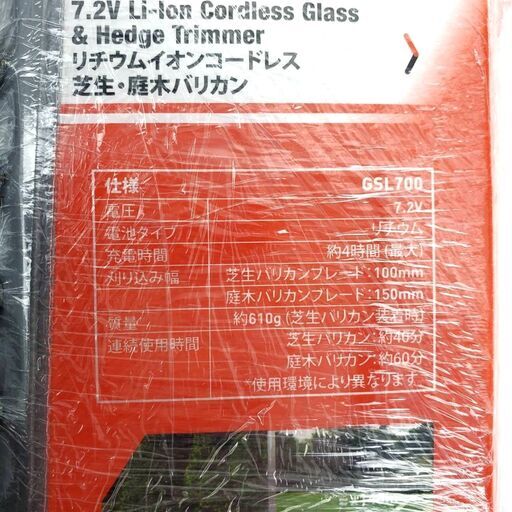 7.2V Li-Ion Cordless Glass
& Hedge Trimmer
リチウムイオンコードレス
芝生・庭木バリカン
仕様 GSL700
電圧 7.2V
電池タイプ リチウム
充電時間 約4時間(最大)
刈り込み幅 芝生バリカンブレード:100mm
庭木バリカンブレード:150mm
質量 約610g(芝生バリカン装着時)
連続使用時間 芝生バリカン:約40分
庭木バリカン:約60分
使用環境により異なります